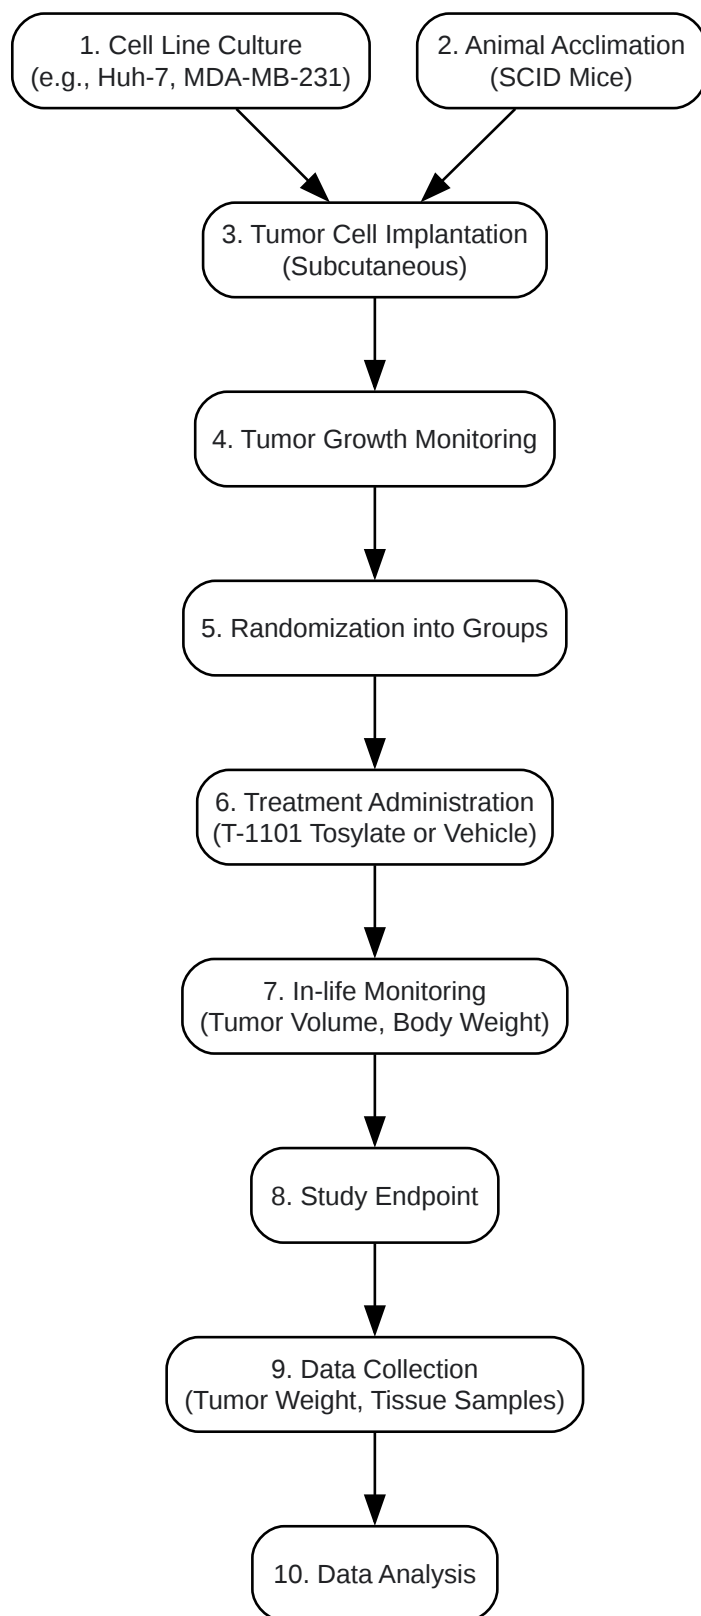 1. Cell Line Culture
(e.g., Huh-7, MDA-MB-231)
2. Animal Acclimation
(SCID Mice)
3. Tumor Cell Implantation
(Subcutaneous)
4. Tumor Growth Monitoring
5. Randomization into Groups
6. Treatment Administration
(T-1101 Tosylate or Vehicle)
7. In-life Monitoring
(Tumor Volume, Body Weight)
8. Study Endpoint
9. Data Collection
(Tumor Weight, Tissue Samples)
10. Data Analysis